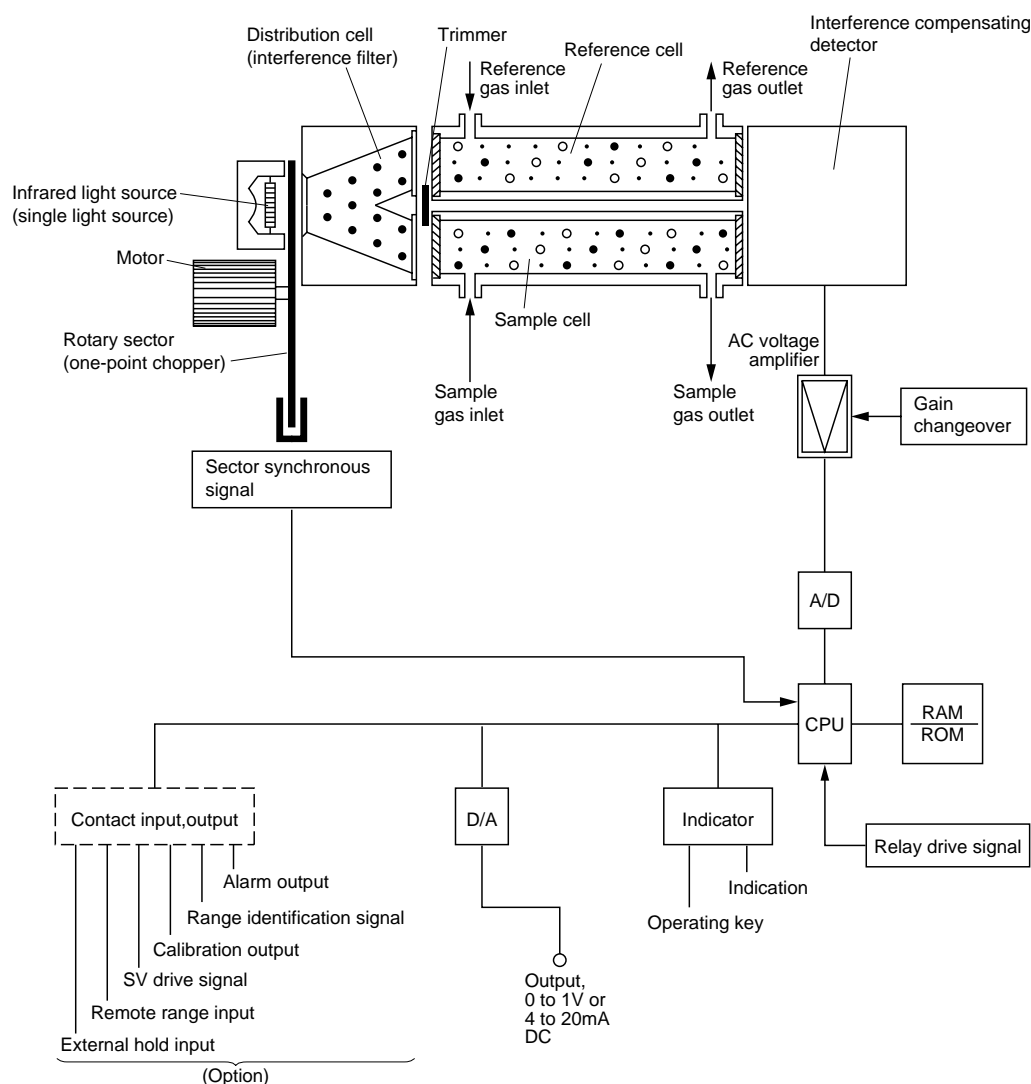 Interference compensating
detector
Distribution cell
(interference filter)
Trimmer
Reference cell
Reference
gas inlet
Reference
gas outlet
Infrared light source
(single light source)
Motor
Rotary sector
(one-point chopper)
Sample cell
Sample
gas inlet
Sample
gas outlet
AC voltage
amplifier
Gain
changeover
Sector synchronous
signal
A/D
CPU
RAM
ROM
Contact input,output
D/A
Indicator
Relay drive signal
Alarm output
Range identification signal
Calibration output
SV drive signal
Remote range input
External hold input
(Option)
Indication
Operating key
Output,
0 to 1V or
4 to 20mA
DC